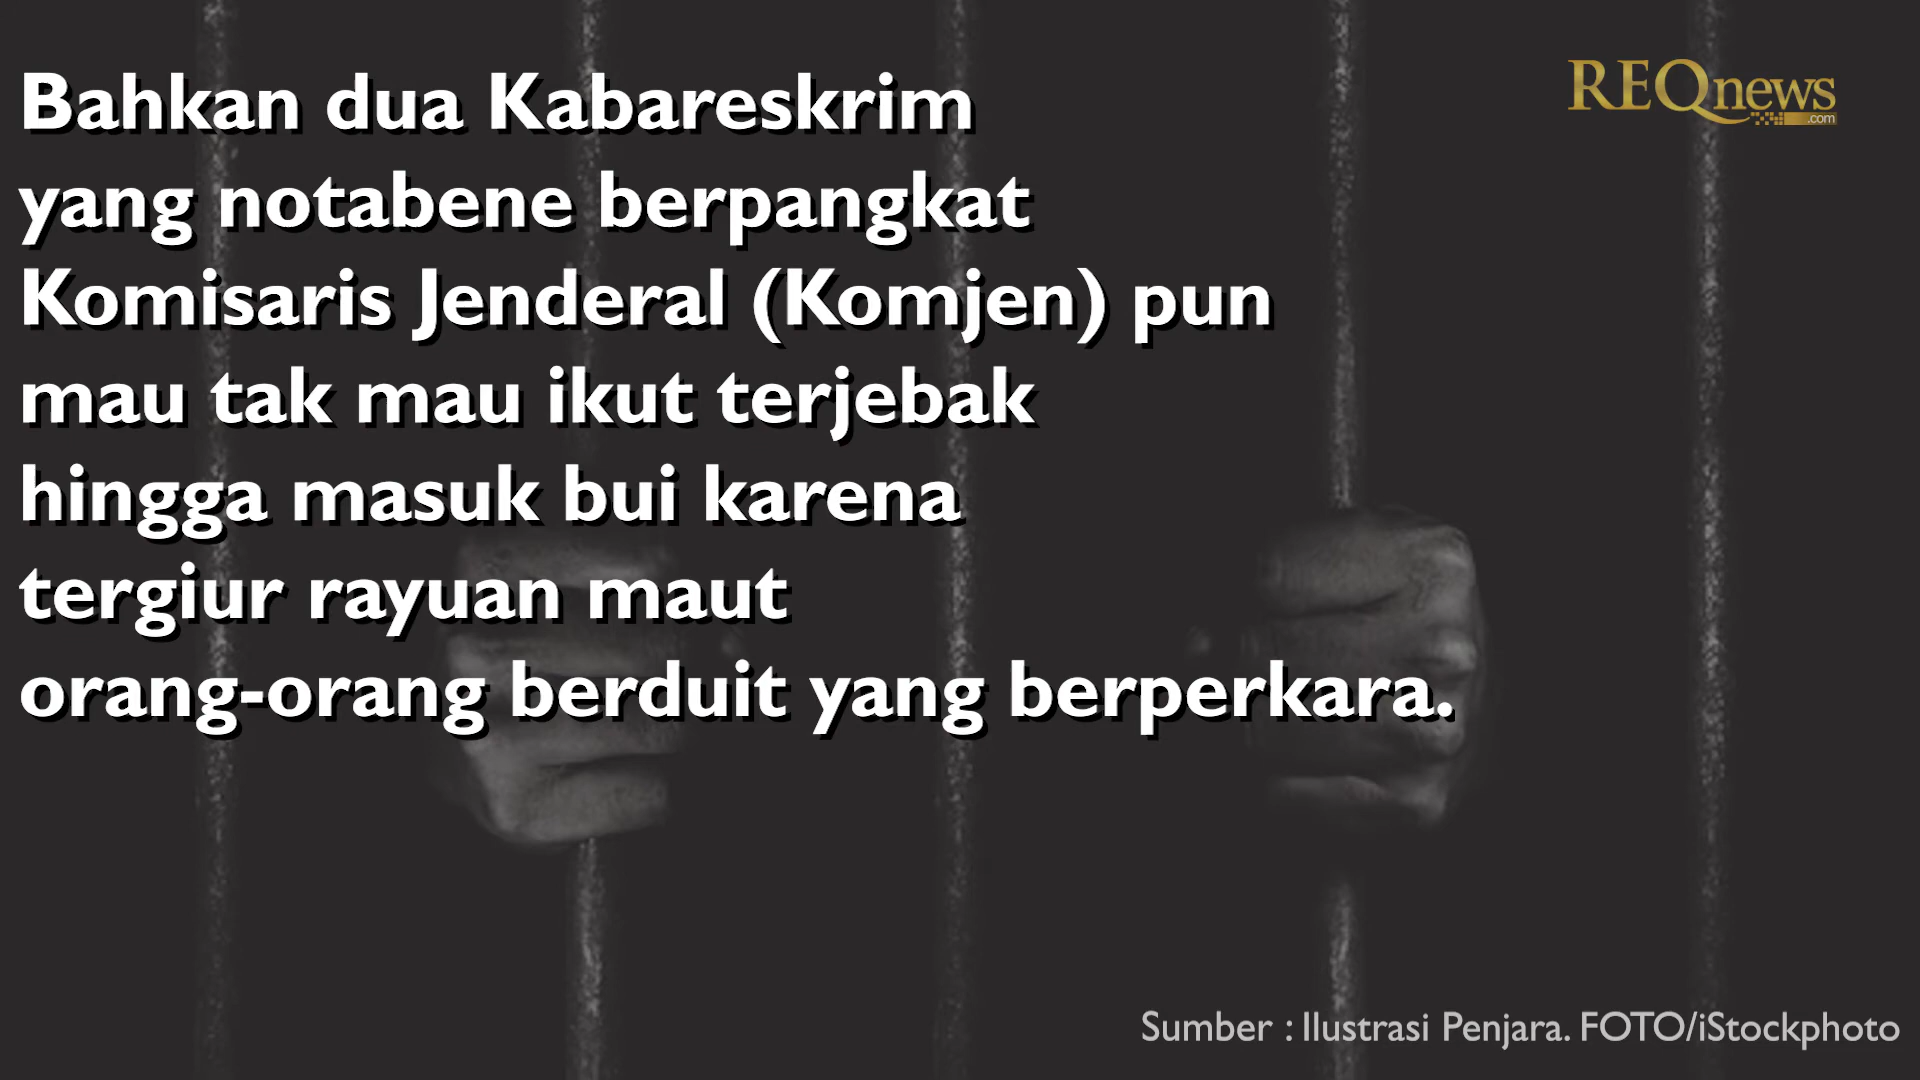 Bahkan dua Kabareskrim
yang notabene berpangkat
Komisaris Jenderal (Komjen) pun
mau tak mau ikut terjebak
hingga masuk bui karena
tergiur rayuan maut
orang-orang berduit yang berperkara.
REQnews
.com
Sumber : Ilustrasi Penjara. FOTO/iStockphoto